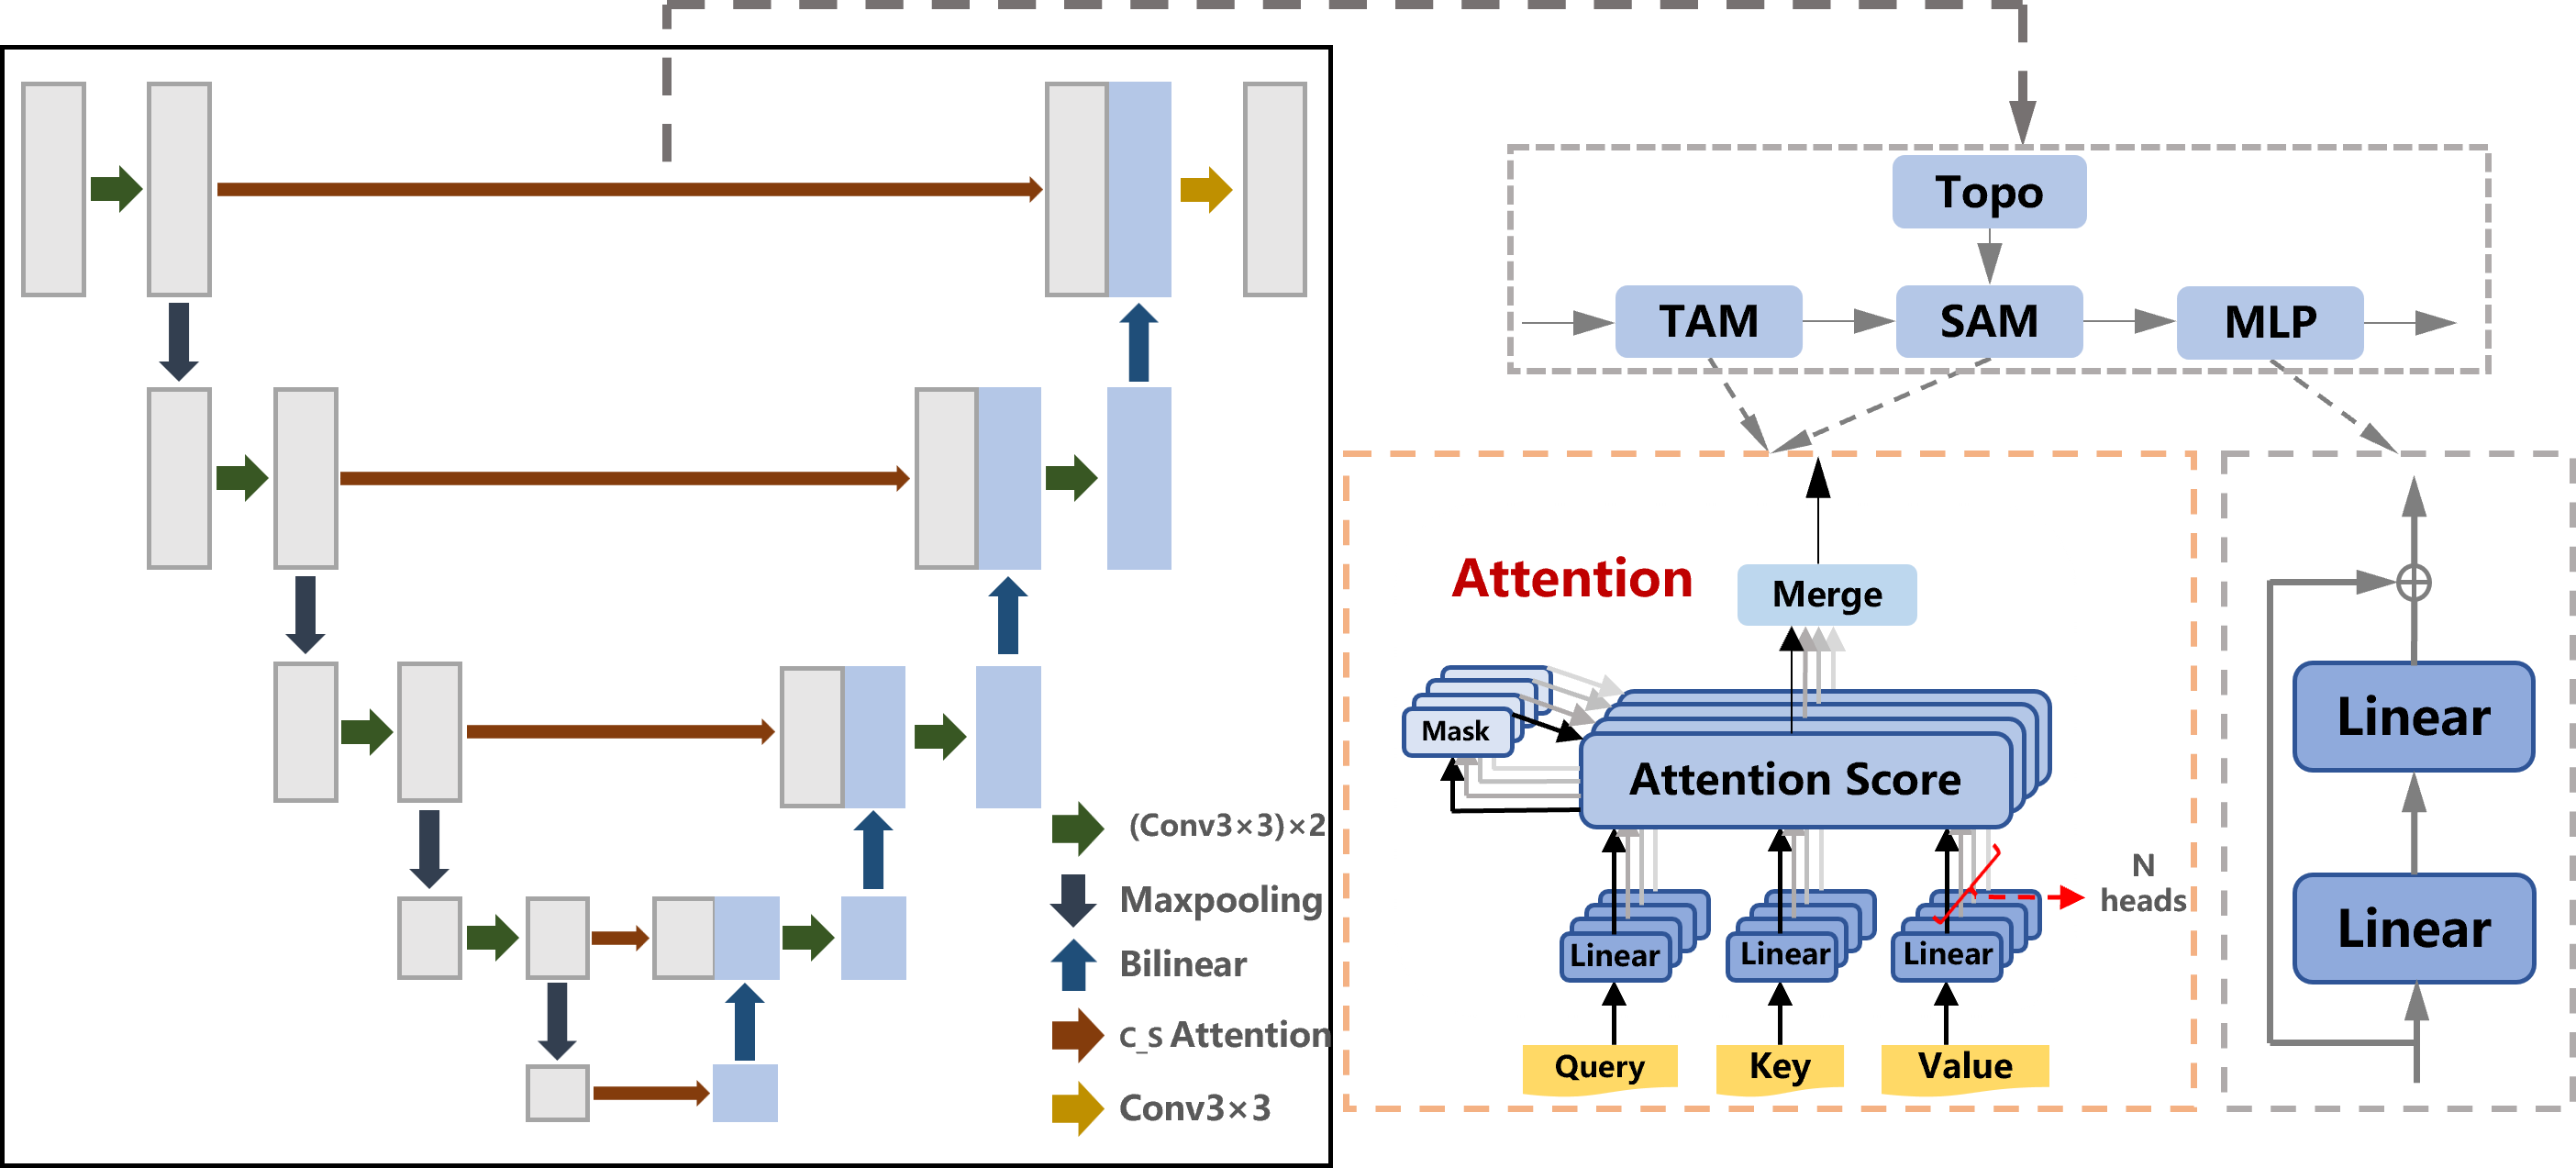 (Conv3×3)×2
Maxpooling
Bilinear
C_S Attention
Conv3×3
Topo
TAM
SAM
MLP
Attention
Merge
Mask
Attention Score
Linear
Linear
Linear
N
heads
Query
Key
Value
Linear
Linear